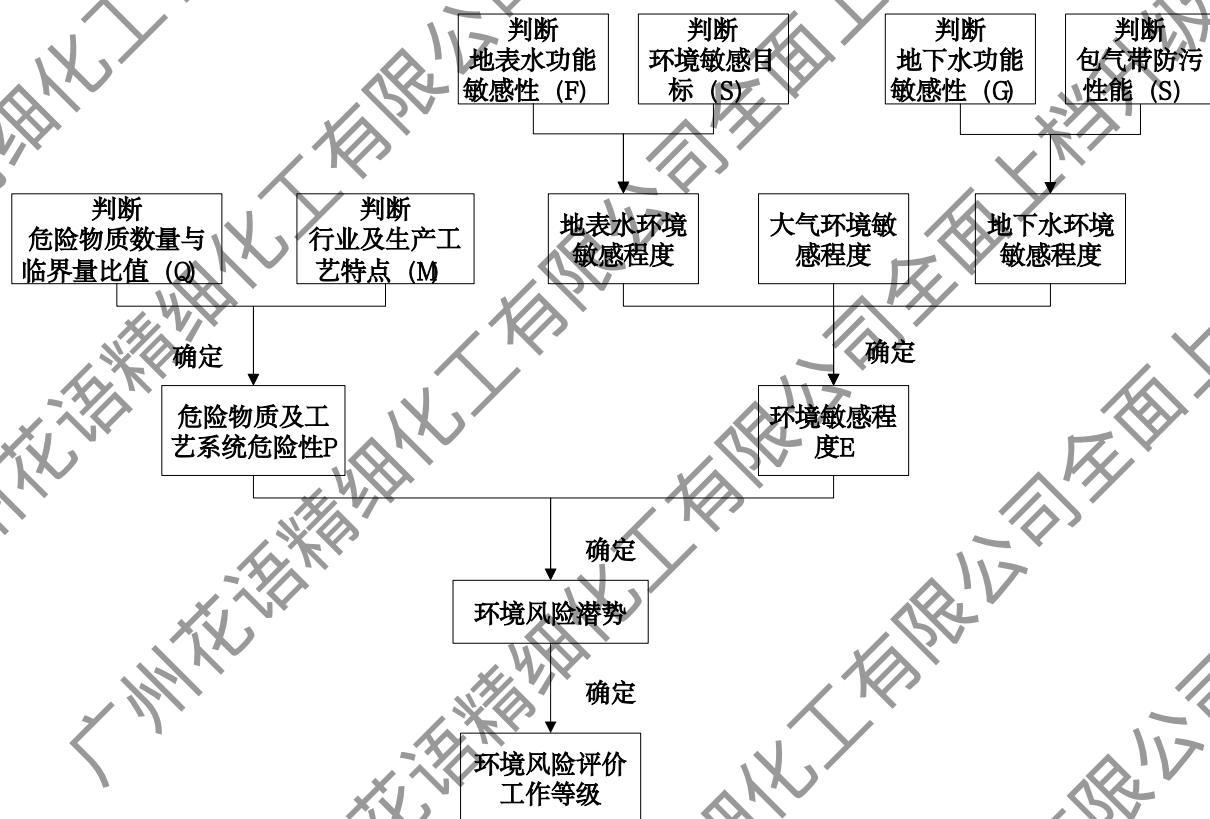 判断
地表水功能
敏感性（F）
判断
环境敏感目
标（S）
判断
地下水功能
敏感性（G）
判断
包气带防污
性能（S）
判断
危险物质数量与
临界量比值（Q）
判断
行业及生产工
艺特点（M）
地表水环境
敏感程度
大气环境敏
感程度
地下水环境
敏感程度
确定
确定
危险物质及工
艺系统危险性P
环境敏感程
度E
确定
环境风险潜势
确定
环境风险评价
工作等级
广州花语精细化工有限公司全面上档升级